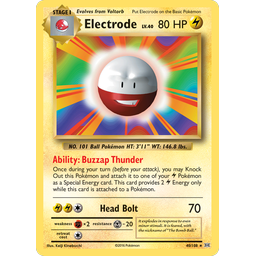 STAGE 1 Evolves from Voltorb Put Electrode on the Basic Pokémon
Electrode LV.40 80 HP
NO. 101 Ball Pokémon HT: 3'11" WT: 146.8 lbs.
Ability: Buzzap Thunder
Once during your turn (before your attack), you may Knock
Out this Pokémon and attach it to one of your Pokémon
as a Special Energy card. This card provides 2 Energy only
while this card is attached to a Pokémon.
Head Bolt 70
weakness ×2 resistance -20
retreat cost
It explodes in response to even
minor stimuli. It is feared, with
the nickname of "The Bomb Ball."
Illus. Keiji Kinebuchi
©2016 Pokémon